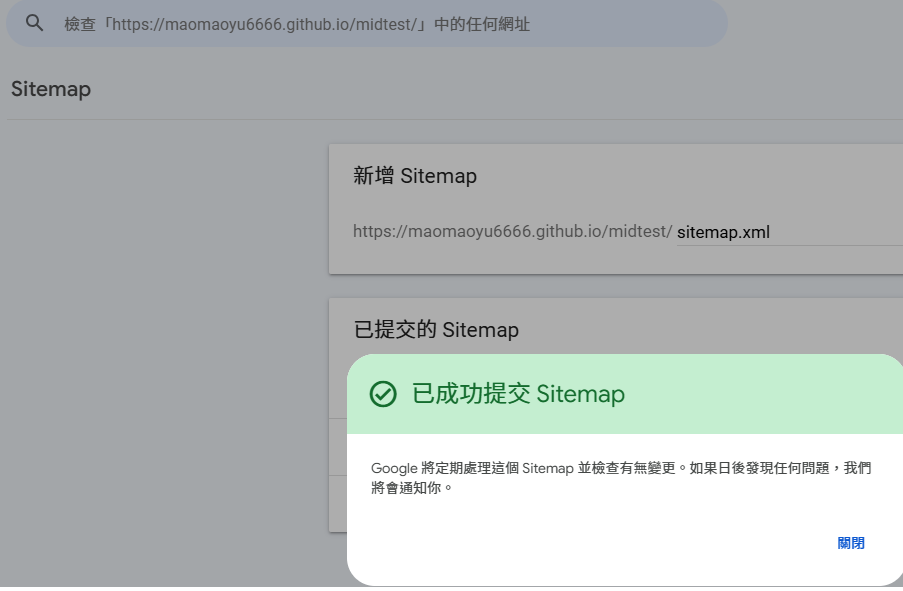 檢查「https://maomaoyu6666.github.io/midtest/」中的任何網址
Sitemap
新增 Sitemap
https://maomaoyu6666.github.io/midtest/ sitemap.xml
已提交的 Sitemap
已成功提交 Sitemap
Google 將定期處理這個 Sitemap 並檢查有無變更。如果日後發現任何問題，我們
將會通知你。
關閉